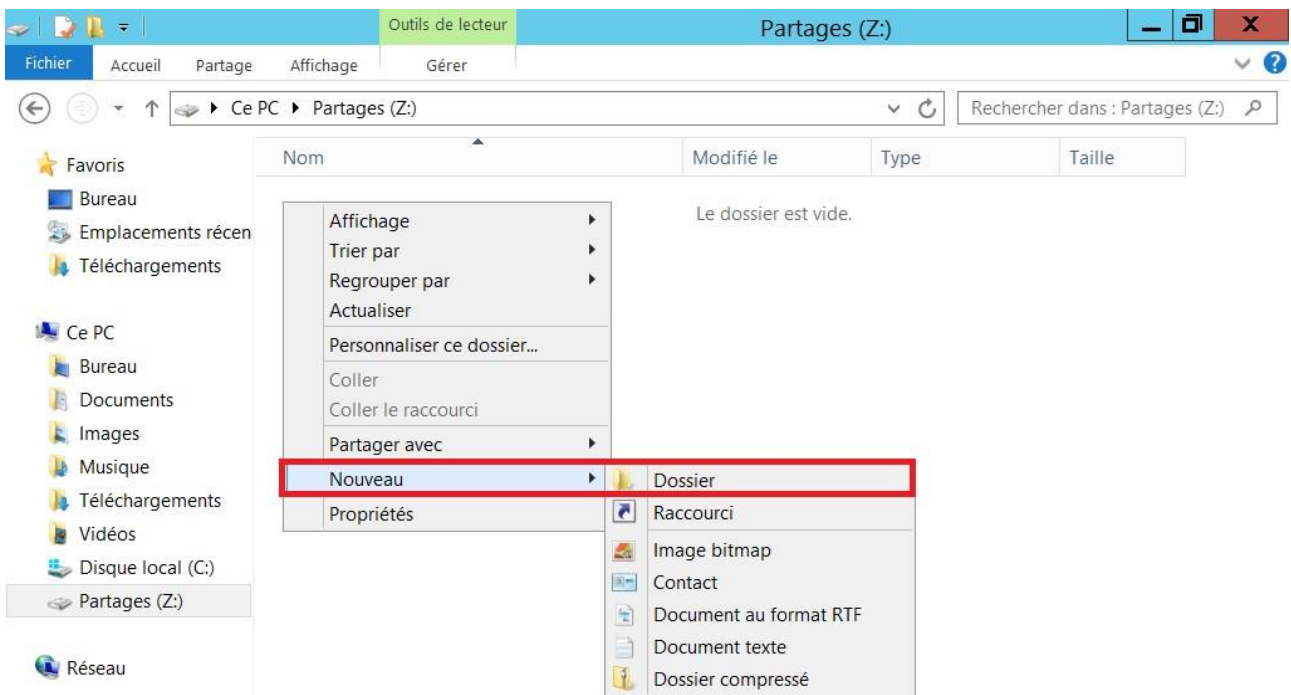 Outils de lecteur
Partages (Z:)
Fichier
Accueil
Partage
Affichage
Gérer
Ce PC
Partages (Z:)
Rechercher dans : Partages (Z:)
Nom
Modifié le
Type
Taille
Le dossier est vide.
Favoris
Bureau
Emplacements récen
Téléchargements
Ce PC
Bureau
Documents
Images
Musique
Téléchargements
Vidéos
Disque local (C:)
Partages (Z:)
Réseau
Affichage
Trier par
Regrouper par
Actualiser
Personnaliser ce dossier...
Coller
Coller le raccourci
Partager avec
Nouveau
Propriétés
Dossier
Raccourci
Image bitmap
Contact
Document au format RTF
Document texte
Dossier compressé